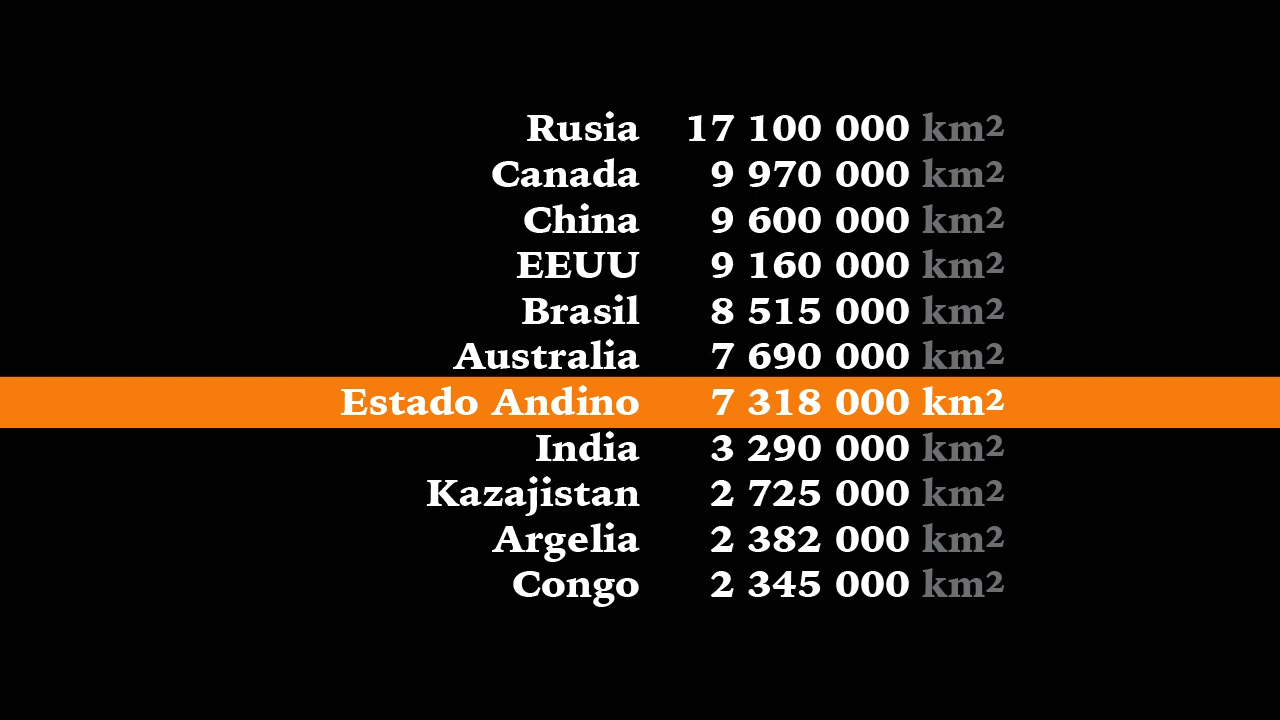 Rusia 17 100 000 km²
Canada 9 970 000 km²
China 9 600 000 km²
EEUU 9 160 000 km²
Brasil 8 515 000 km²
Australia 7 690 000 km²
Estado Andino 7 318 000 km²
India 3 290 000 km²
Kazajistan 2 725 000 km²
Argelia 2 382 000 km²
Congo 2 345 000 km²